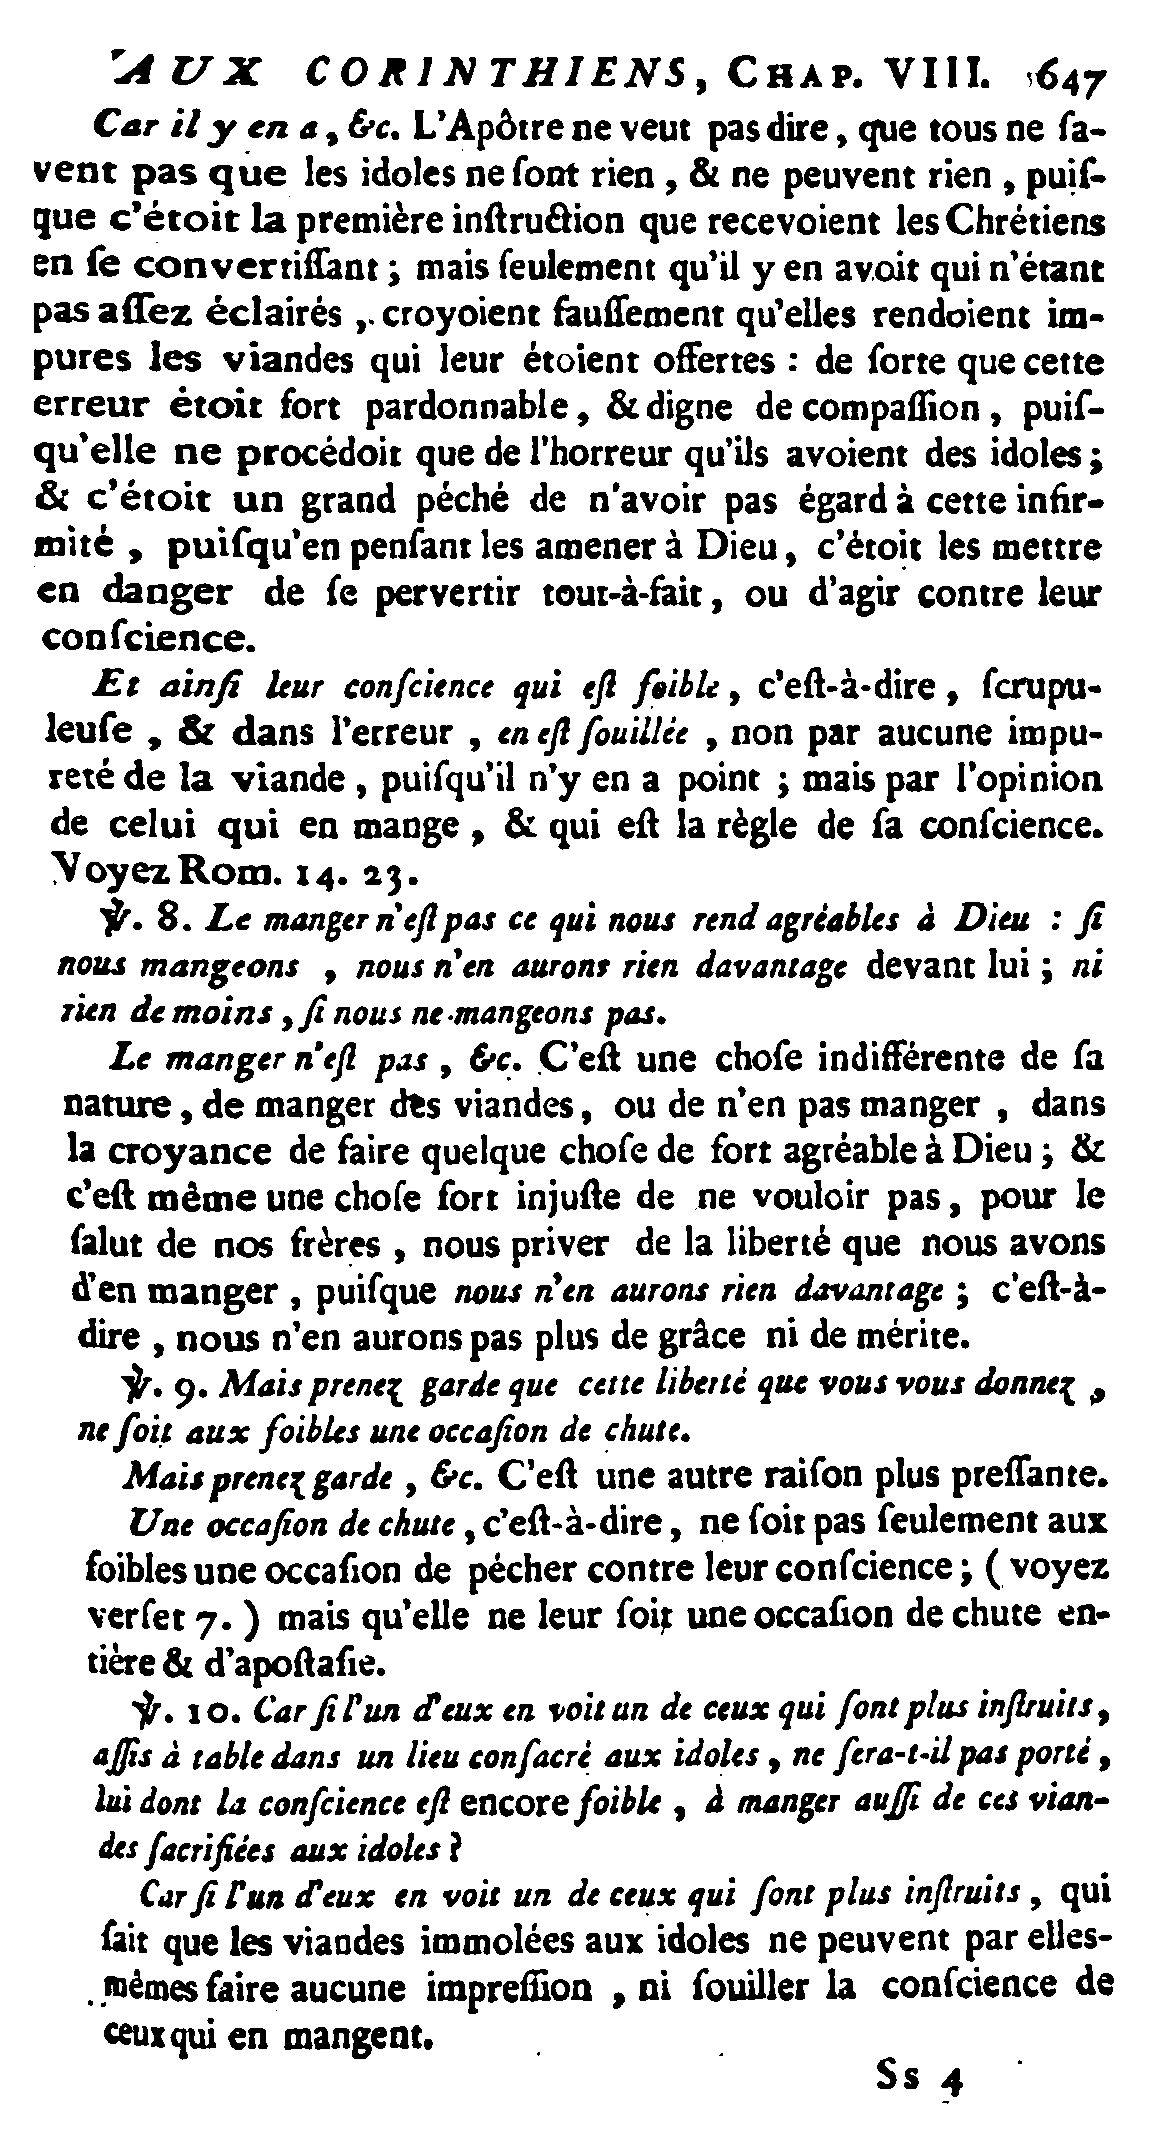 AUX CORINTHIENS, CHAP. VIII. 647
Car il y en a, &c. L'Apôtre ne veut pas dire, que tous ne ſa-
vent pas que les idoles ne ſont rien, & ne peuvent rien, puiſ-
que c'étoit la première inſtruction que recevoient les Chrétiens
en ſe convertiſſant; mais ſeulement qu'il y en avoit qui n'étant
pas aſſez éclairés, croyoient fauſſement qu'elles rendoient im-
pures les viandes qui leur étoient offertes : de ſorte que cette
erreur étoit fort pardonnable, & digne de compaſſion, puiſ-
qu'elle ne procédoit que de l'horreur qu'ils avoient des idoles;
& c'étoit un grand péché de n'avoir pas égard à cette infir-
mité, puiſqu'en penſant les amener à Dieu, c'étoit les mettre
en danger de ſe pervertir tout-à-fait, ou d'agir contre leur
conſcience.
Et ainſi leur conſcience qui eſt foible, c'eſt-à-dire, ſcrupu-
leuſe, & dans l'erreur, en eſt ſouillée, non par aucune impu-
reté de la viande, puiſqu'il n'y en a point ; mais par l'opinion
de celui qui en mange, & qui eſt la règle de ſa conſcience.
Voyez Rom. 14. 23.
℣. 8. Le manger n'eſt pas ce qui nous rend agréables à Dieu : ſi
nous mangeons, nous n'en aurons rien davantage devant lui; ni
rien de moins, ſi nous ne mangeons pas.
Le manger n'eſt pas, &c. C'eſt une choſe indifférente de ſa
nature, de manger des viandes, ou de n'en pas manger, dans
la croyance de faire quelque choſe de fort agréable à Dieu; &
c'eſt même une choſe fort injuſte de ne vouloir pas, pour le
ſalut de nos frères, nous priver de la liberté que nous avons
d'en manger, puiſque nous n'en aurons rien davantage; c'eſt-à-
dire, nous n'en aurons pas plus de grâce ni de mérite.
℣. 9. Mais prenez garde que cette liberté que vous vous donnez,
ne ſoit aux foibles une occaſion de chute.
Mais prenez garde, &c. C'eſt une autre raiſon plus preſſante.
Une occaſion de chute, c'eſt-à-dire, ne ſoit pas ſeulement aux
foibles une occaſion de pécher contre leur conſcience; (voyez
verſet 7.) mais qu'elle ne leur ſoit une occaſion de chute en-
tière & d'apoſtaſie.
℣. 10. Car ſi l'un d'eux en voit un de ceux qui ſont plus inſtruits,
aſſis à table dans un lieu conſacré aux idoles, ne ſera-t-il pas porté,
lui dont la conſcience eſt encore foible, à manger auſſi de ces vian-
des ſacrifiées aux idoles ?
Car ſi l'un d'eux en voit un de ceux qui ſont plus inſtruits, qui
ſait que les viandes immolées aux idoles ne peuvent par elles-
mêmes faire aucune impreſſion, ni ſouiller la conſcience de
ceux qui en mangent.
Ss 4